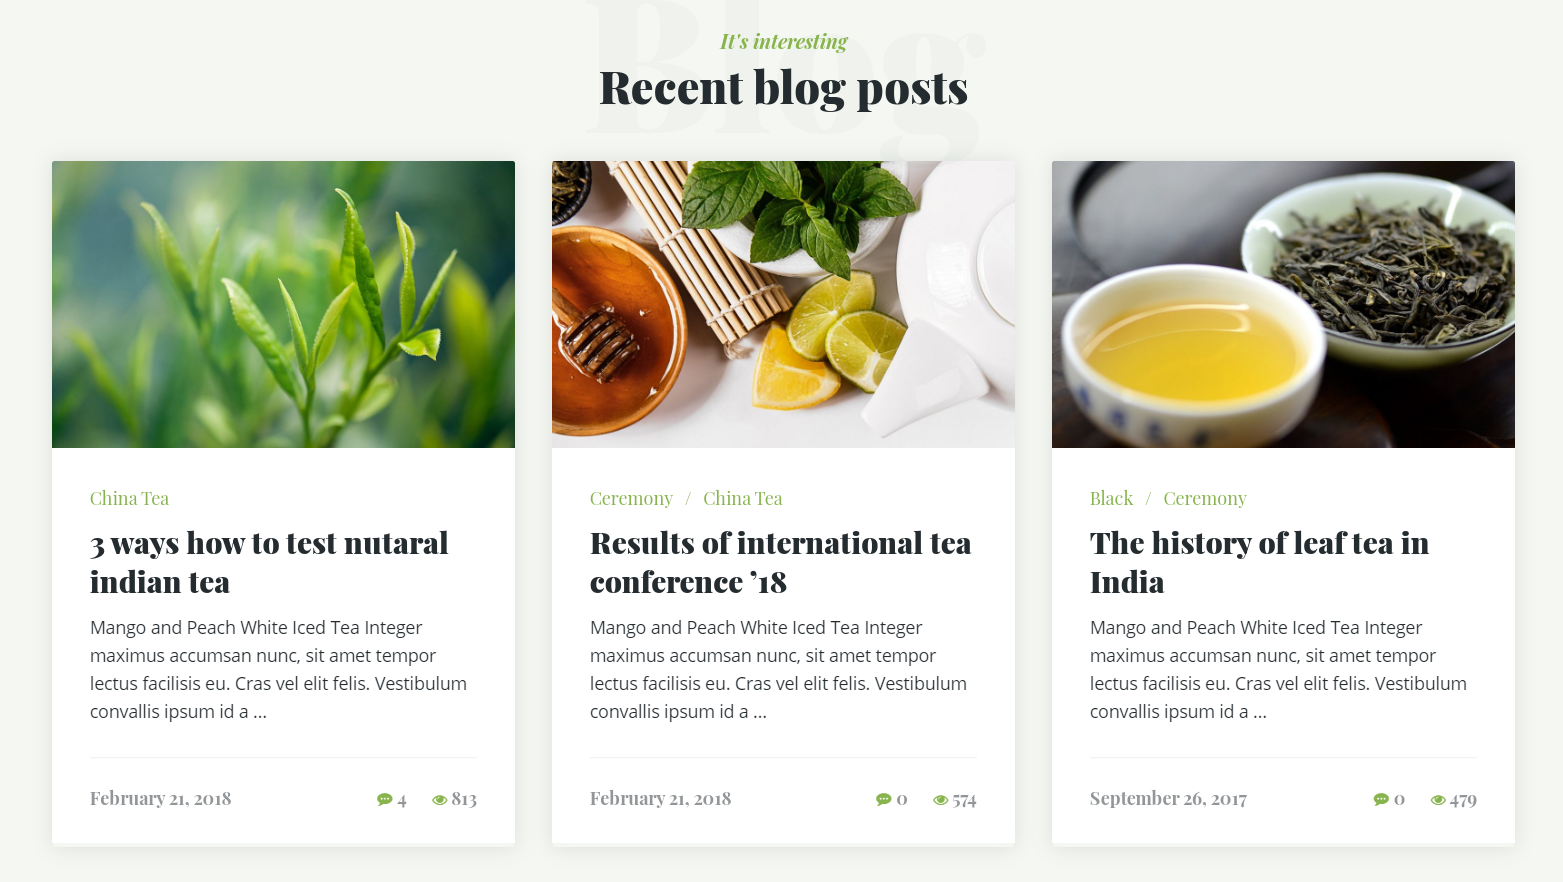 Blog
It's interesting
Recent blog posts
China Tea
3 ways how to test nutaral
indian tea
Mango and Peach White Iced Tea Integer
maximus accumsan nunc, sit amet tempor
lectus facilisis eu. Cras vel elit felis. Vestibulum
convallis ipsum id a ...
February 21, 2018 4 813
Ceremony / China Tea
Results of international tea
conference ’18
Mango and Peach White Iced Tea Integer
maximus accumsan nunc, sit amet tempor
lectus facilisis eu. Cras vel elit felis. Vestibulum
convallis ipsum id a ...
February 21, 2018 0 574
Black / Ceremony
The history of leaf tea in
India
Mango and Peach White Iced Tea Integer
maximus accumsan nunc, sit amet tempor
lectus facilisis eu. Cras vel elit felis. Vestibulum
convallis ipsum id a ...
September 26, 2017 0 479